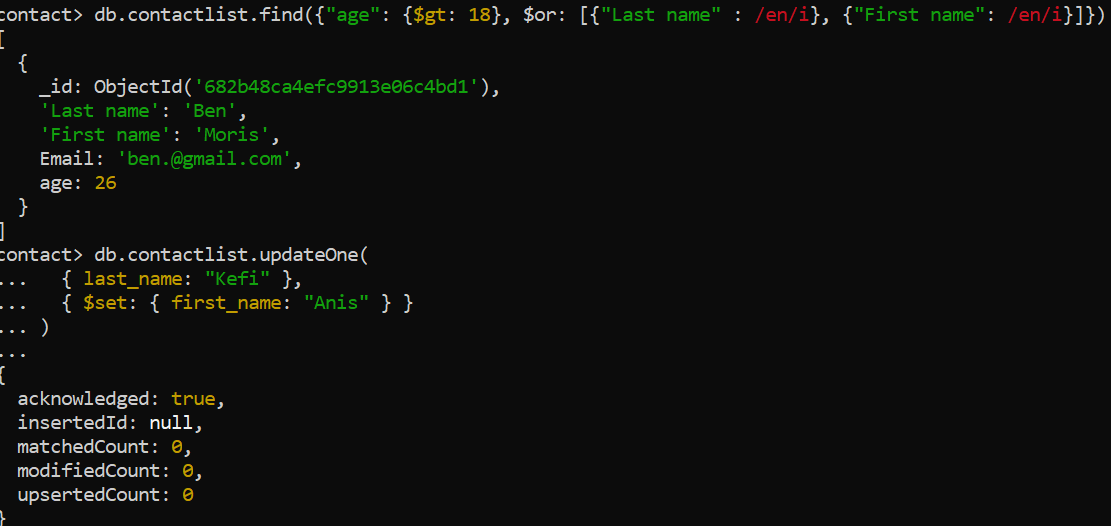 contact> db.contactlist.find({"age": {$gt: 18}, $or: [{"Last name" : /en/i}, {"First name": /en/i}]})
[
  {
    _id: ObjectId('682b48ca4efc9913e06c4bd1'),
    'Last name': 'Ben',
    'First name': 'Moris',
    Email: 'ben.@gmail.com',
    age: 26
  }
]
contact> db.contactlist.updateOne(
...   { last_name: "Kefi" },
...   { $set: { first_name: "Anis" } }
... )
...
{
  acknowledged: true,
  insertedId: null,
  matchedCount: 0,
  modifiedCount: 0,
  upsertedCount: 0
}